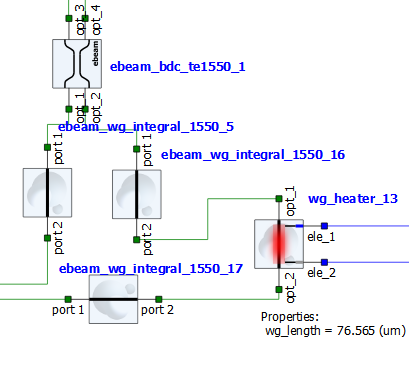 opt_3
opt_4
ebeam
ebeam_bdc_te1550_1
opt_1
opt_2
ebeam_wg_integral_1550_5
port 1
port 1
ebeam_wg_integral_1550_16
port 2
port 2
opt_1
wg_heater_13
ele_1
ele_2
opt_2
ebeam_wg_integral_1550_17
port 1
port 2
Properties:
wg_length = 76.565 (um)